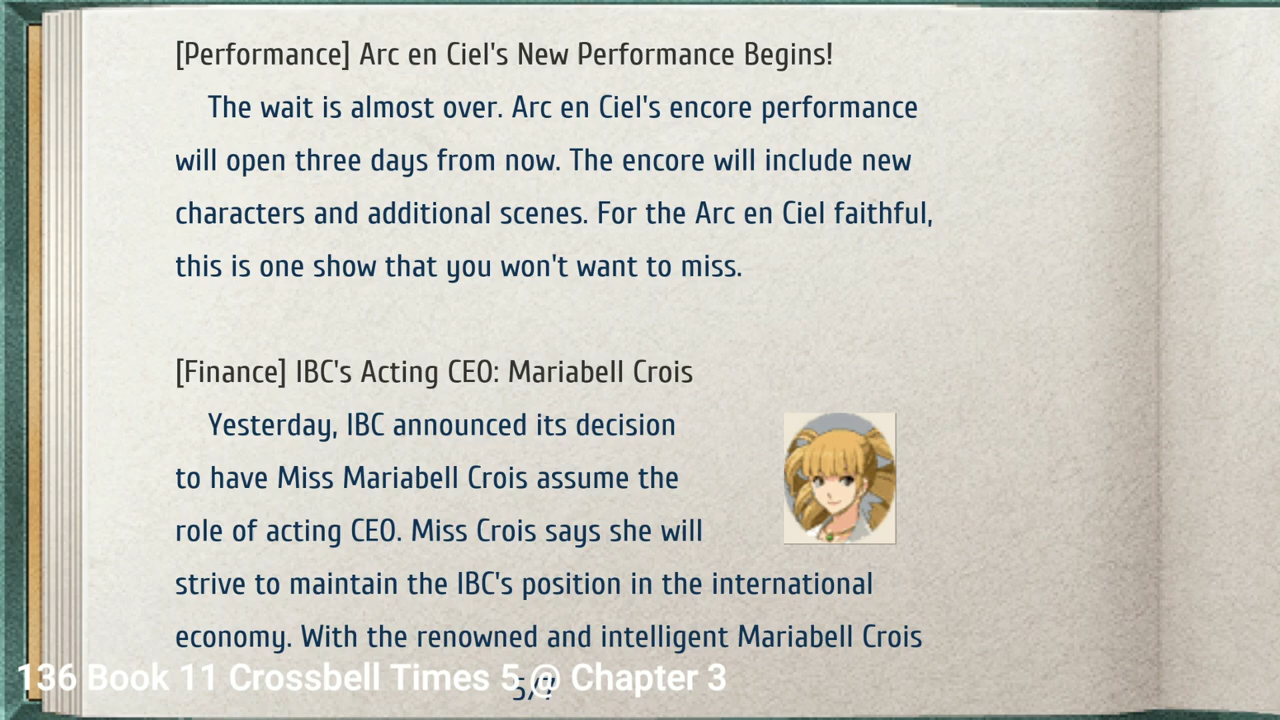 [Performance] Arc en Ciel's New Performance Begins!
The wait is almost over. Arc en Ciel's encore performance
will open three days from now. The encore will include new
characters and additional scenes. For the Arc en Ciel faithful,
this is one show that you won't want to miss.
[Finance] IBC's Acting CEO: Mariabell Crois
Yesterday, IBC announced its decision
to have Miss Mariabell Crois assume the
role of acting CEO. Miss Crois says she will
strive to maintain the IBC's position in the international
economy. With the renowned and intelligent Mariabell Crois
136 Book 11 Crossbell Times 5 @ Chapter 3
5/7